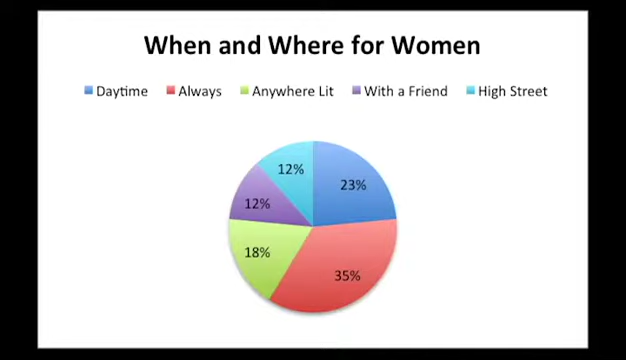 When and Where for Women
Daytime Always Anywhere Lit With a Friend High Street
12%
23%
12%
18%
35%